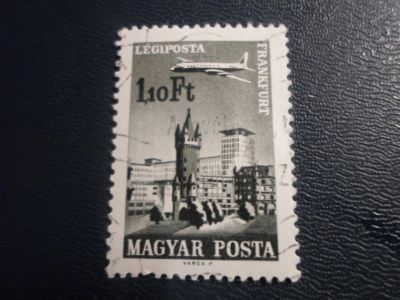 LÉGIPOSTA
FRANKFURT
1,10 Ft
MAGYAR POSTA
VARGA P.